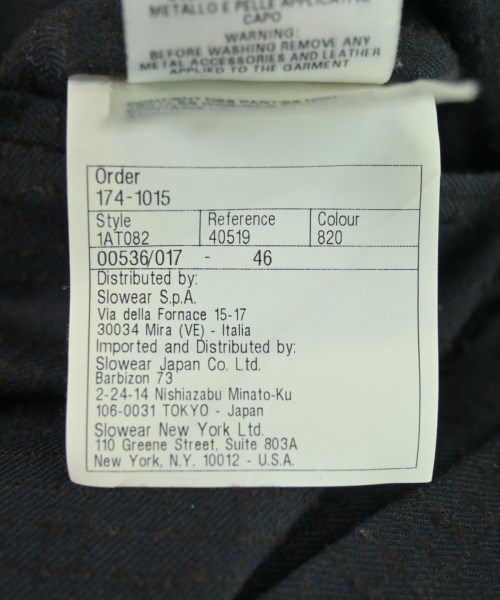 METALLO E PELLE APPLICATI AL
CAPO
WARNING:
BEFORE WASHING REMOVE ANY
METAL ACCESSORIES AND LEATHER
APPLIED TO THE GARMENT
Order
174-1015
Style Reference Colour
1AT082 40519 820
00536/017 - 46
Distributed by:
Slowear S.p.A.
Via della Fornace 15-17
30034 Mira (VE) - Italia
Imported and Distributed by:
Slowear Japan Co. Ltd.
Barbizon 73
2-24-14 Nishiazabu Minato-Ku
106-0031 TOKYO - Japan
Slowear New York Ltd.
110 Greene Street, Suite 803A
New York, N.Y. 10012 - U.S.A.